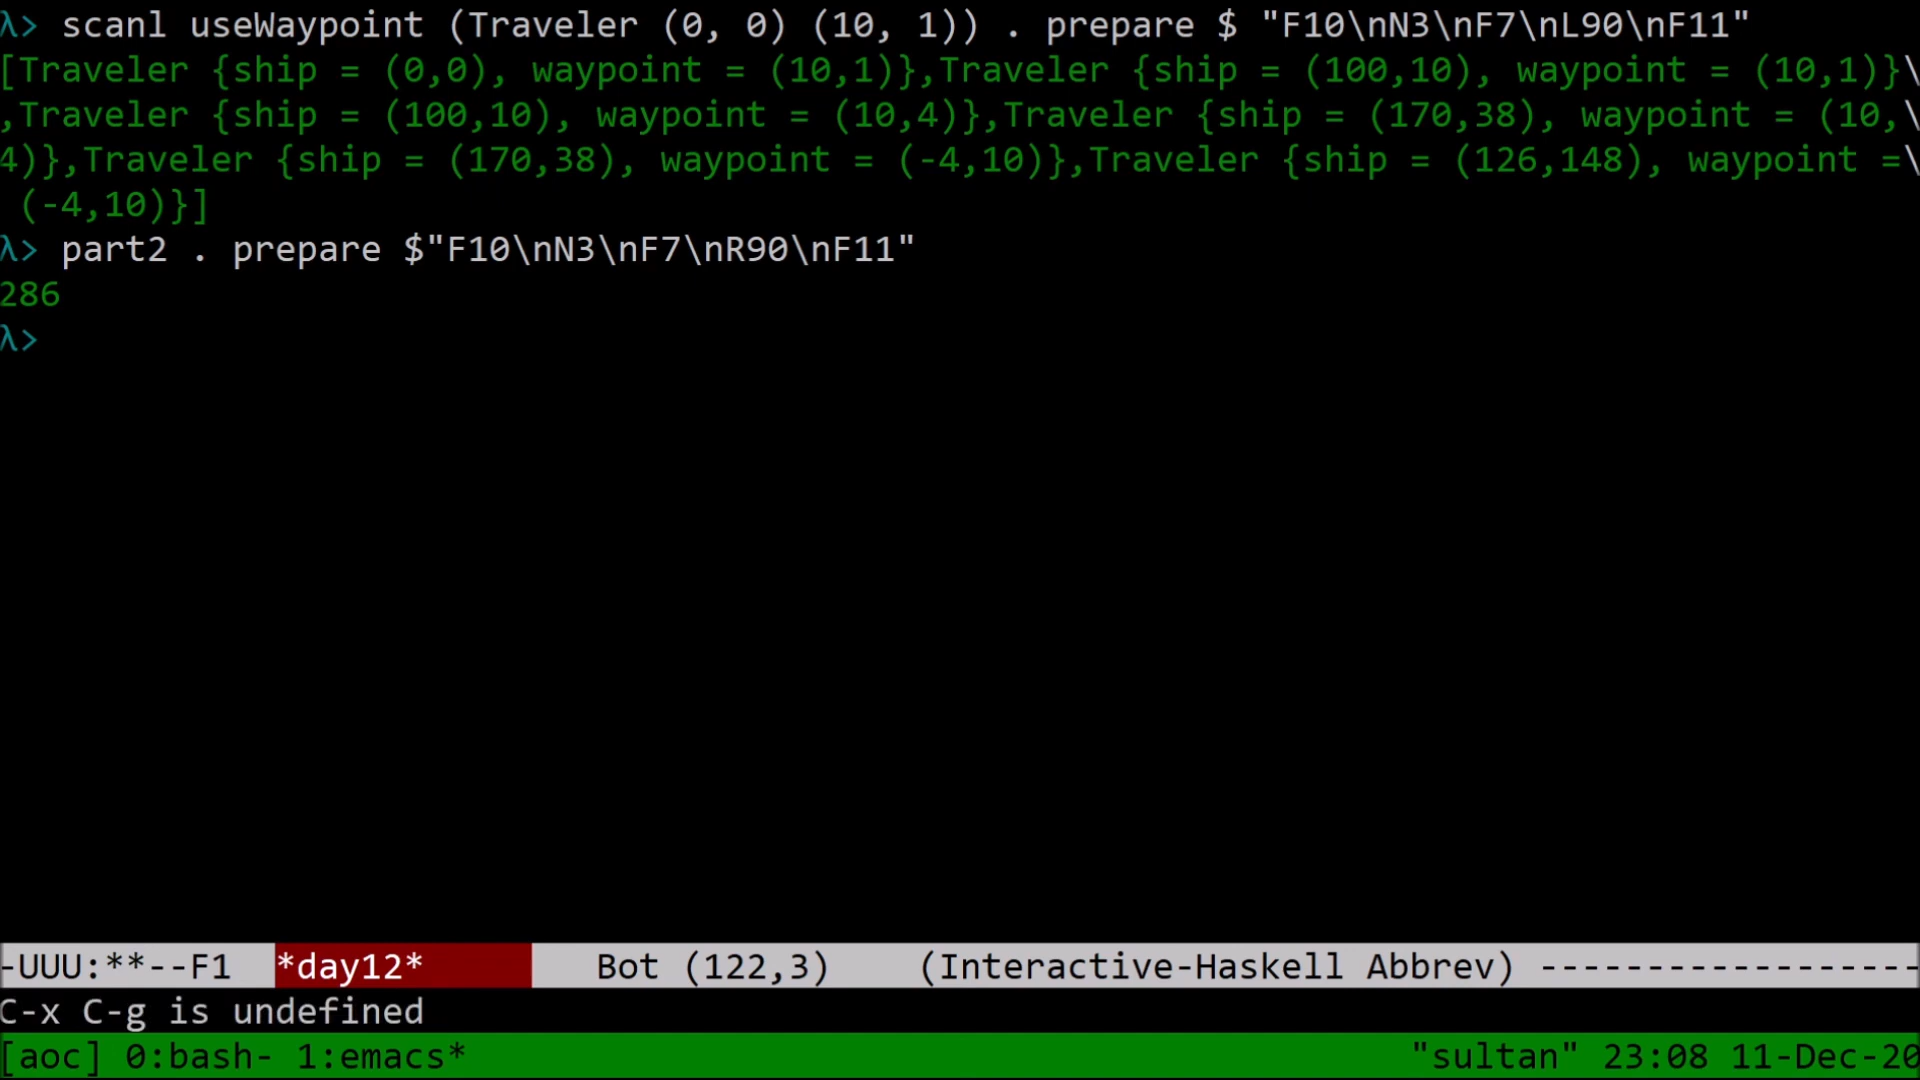 λ> scanl useWaypoint (Traveler (0, 0) (10, 1)) . prepare $ "F10\nN3\nF7\nL90\nF11"
[Traveler {ship = (0,0), waypoint = (10,1)},Traveler {ship = (100,10), waypoint = (10,1)}\
,Traveler {ship = (100,10), waypoint = (10,4)},Traveler {ship = (170,38), waypoint = (10,\
4)},Traveler {ship = (170,38), waypoint = (-4,10)},Traveler {ship = (126,148), waypoint =\
 (-4,10)}]
λ> part2 . prepare $"F10\nN3\nF7\nR90\nF11"
286
λ>
-UUU:**--F1  *day12*        Bot (122,3)    (Interactive-Haskell Abbrev) ------------------
C-x C-g is undefined
[aoc] 0:bash- 1:emacs* "sultan" 23:08 11-Dec-20